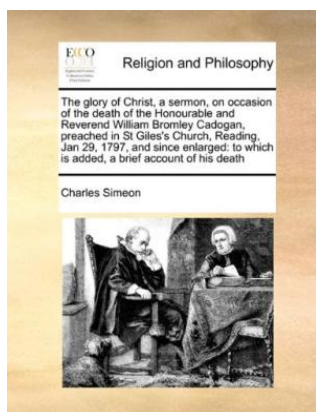 ECCO
Religion and Philosophy
The glory of Christ, a sermon, on occasion
of the death of the Honourable and
Reverend William Bromley Cadogan,
preached in St Giles's Church, Reading,
Jan 29, 1797, and since enlarged: to which
is added, a brief account of his death
Charles Simeon